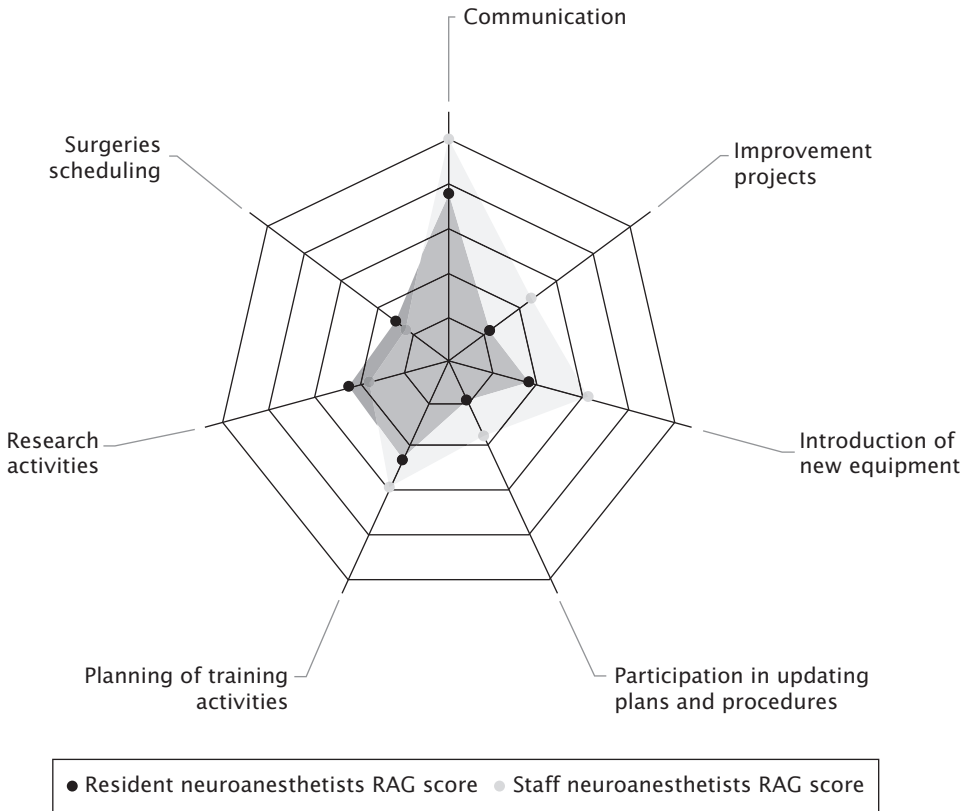 Communication
Surgeries
scheduling
Improvement
projects
Research
activities
Introduction of
new equipment
Planning of training
activities
Participation in updating
plans and procedures
Resident neuroanesthetists RAG score
Staff neuroanesthetists RAG score